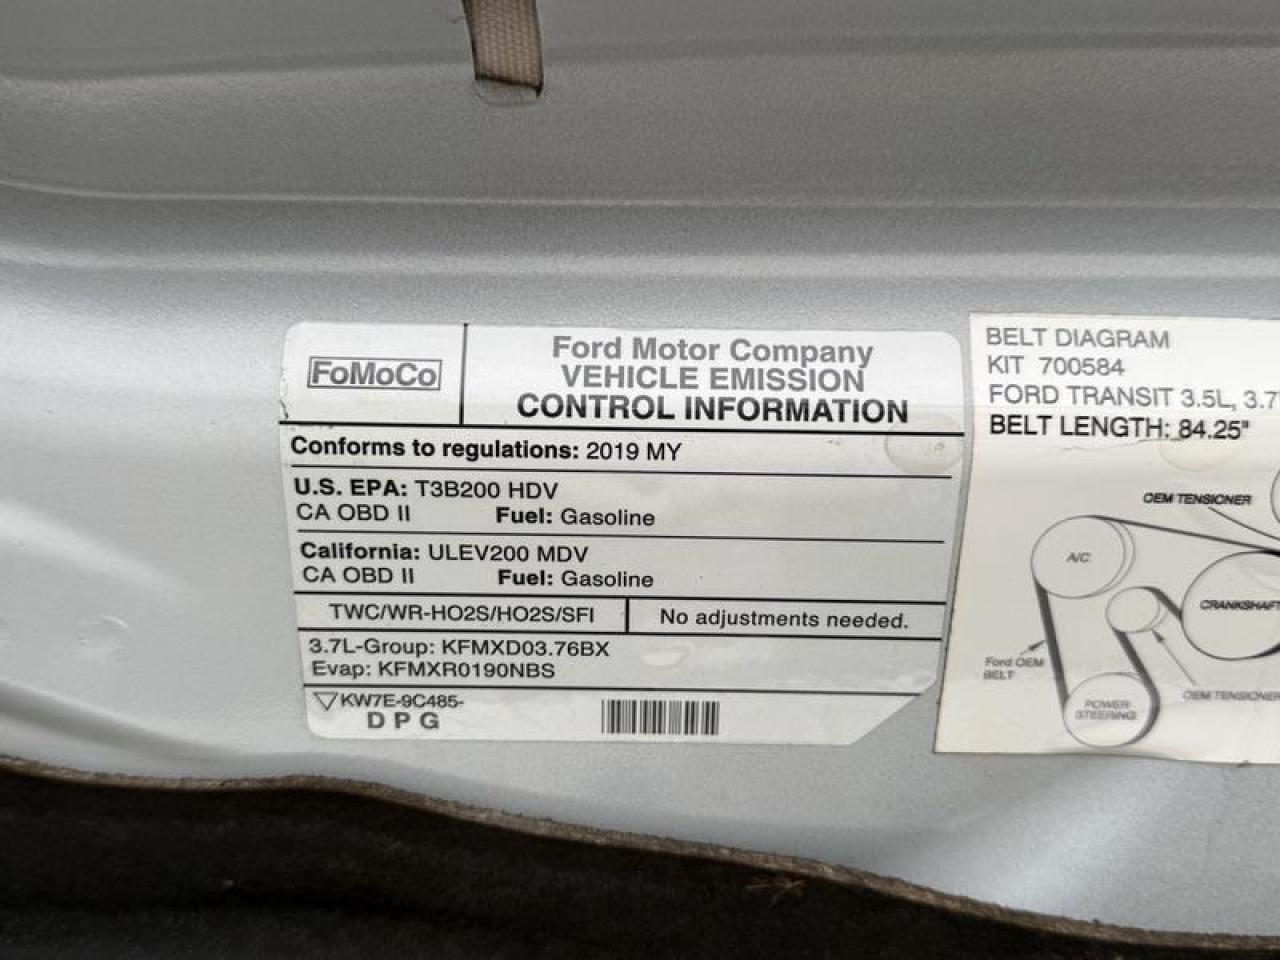 FoMoCo
Ford Motor Company
VEHICLE EMISSION
CONTROL INFORMATION
Conforms to regulations: 2019 MY
U.S. EPA: T3B200 HDV
CA OBD II Fuel: Gasoline
California: ULEV200 MDV
CA OBD II Fuel: Gasoline
TWC/WR-HO2S/HO2S/SFI No adjustments needed.
3.7L-Group: KFMXD03.76BX
Evap: KFMXR0190NBS
KW7E-9C485-
D P G
BELT DIAGRAM
KIT 700584
FORD TRANSIT 3.5L, 3.7
BELT LENGTH: 84.25"
OEM TENSIONER
A/C
CRANKSHAFT
Ford OEM
BELT
OEM TENSIONER
POWER
STEERING